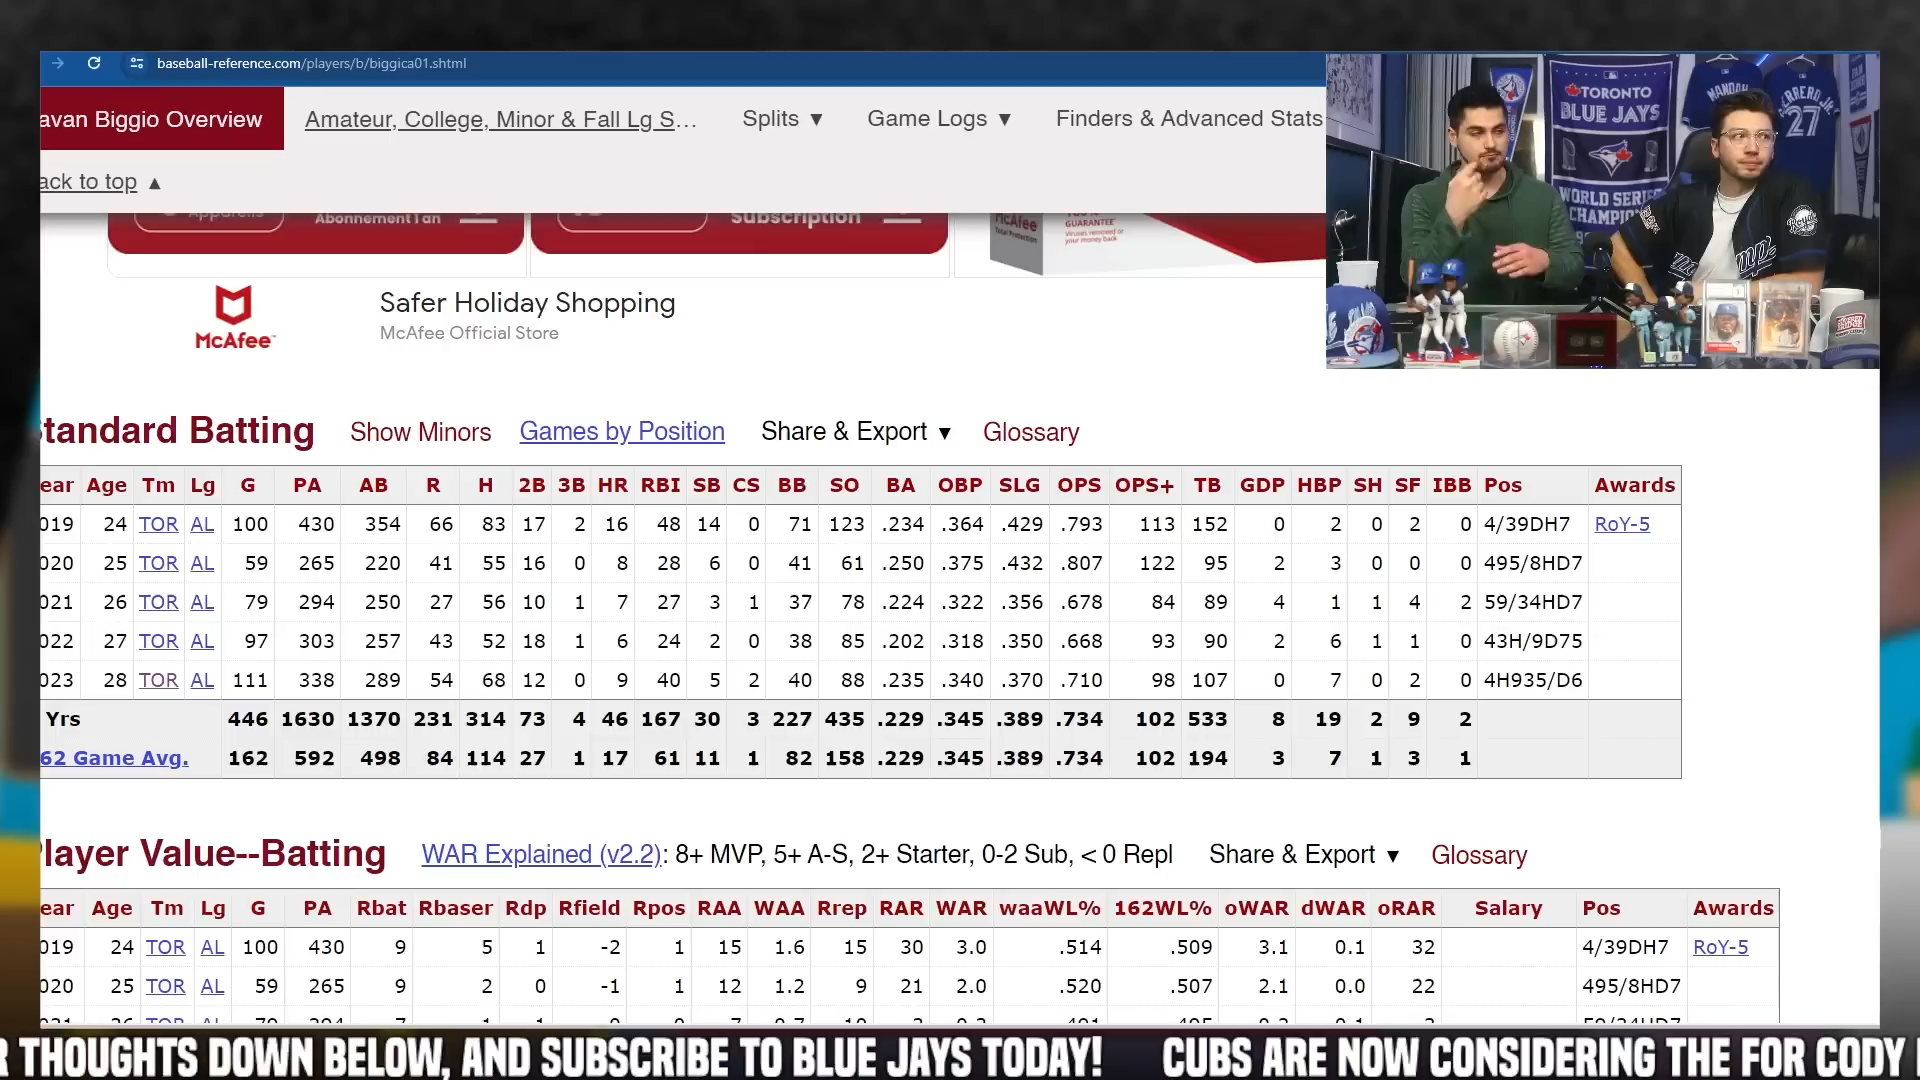 baseball-reference.com/players/b/biggica01.shtml
avan Biggio Overview
Amateur, College, Minor & Fall Lg S...
Splits ▼
Game Logs ▼
Finders & Advanced Stats
ack to top ▲
Abonnement 1 an
Subscription
McAfee
Total Protection
GUARANTEE
Viruses removed or
your money back
McAfee
Safer Holiday Shopping
McAfee Official Store
TORONTO
BLUE JAYS
WORLD SERIES
CHAMPIO
MANOAH
ERRERO JR.
27
Royals
tandard Batting Show Minors Games by Position Share & Export ▼ Glossary
ear Age Tm Lg G PA AB R H 2B 3B HR RBI SB CS BB SO BA OBP SLG OPS OPS+ TB GDP HBP SH SF IBB Pos Awards
019 24 TOR AL 100 430 354 66 83 17 2 16 48 14 0 71 123 .234 .364 .429 .793 113 152 0 2 0 2 0 4/39DH7 RoY-5
020 25 TOR AL 59 265 220 41 55 16 0 8 28 6 0 41 61 .250 .375 .432 .807 122 95 2 3 0 0 0 495/8HD7
021 26 TOR AL 79 294 250 27 56 10 1 7 27 3 1 37 78 .224 .322 .356 .678 84 89 4 1 1 4 2 59/34HD7
022 27 TOR AL 97 303 257 43 52 18 1 6 24 2 0 38 85 .202 .318 .350 .668 93 90 2 6 1 1 0 43H/9D75
023 28 TOR AL 111 338 289 54 68 12 0 9 40 5 2 40 88 .235 .340 .370 .710 98 107 0 7 0 2 0 4H935/D6
Yrs 446 1630 1370 231 314 73 4 46 167 30 3 227 435 .229 .345 .389 .734 102 533 8 19 2 9 2
62 Game Avg. 162 592 498 84 114 27 1 17 61 11 1 82 158 .229 .345 .389 .734 102 194 3 7 1 3 1
layer Value--Batting WAR Explained (v2.2): 8+ MVP, 5+ A-S, 2+ Starter, 0-2 Sub, < 0 Repl Share & Export ▼ Glossary
ear Age Tm Lg G PA Rbat Rbaser Rdp Rfield Rpos RAA WAA Rrep RAR WAR waaWL% 162WL% oWAR dWAR oRAR Salary Pos Awards
019 24 TOR AL 100 430 9 5 1 -2 1 15 1.6 15 30 3.0 .514 .509 3.1 0.1 32 4/39DH7 RoY-5
020 25 TOR AL 59 265 9 2 0 -1 1 12 1.2 9 21 2.0 .520 .507 2.1 0.0 22 495/8HD7
R THOUGHTS DOWN BELOW, AND SUBSCRIBE TO BLUE JAYS TODAY! CUBS ARE NOW CONSIDERING THE FOR CODY